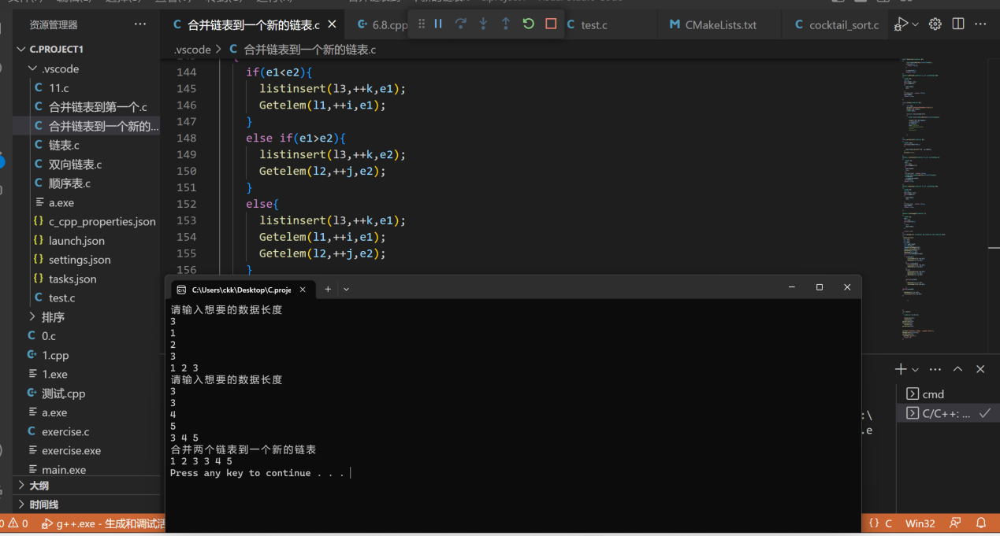 资源管理器
合并链表到一个新的链表.c
6.8.cpp
test.c
CMakeLists.txt
cocktail_sort.c
C.PROJECT1
.vscode > 合并链表到一个新的链表.c
.vscode
11.c
合并链表到第一个.c
合并链表到一个新的...
链表.c
双向链表.c
顺序表.c
a.exe
c_cpp_properties.json
launch.json
settings.json
tasks.json
test.c
排序
0.c
1.cpp
1.exe
测试.cpp
a.exe
exercise.c
exercise.exe
main.exe
大纲
时间线
144 if(e1<e2){
145 listinsert(l3,++k,e1);
146 Getelem(l1,++i,e1);
147 }
148 else if(e1>e2){
149 listinsert(l3,++k,e2);
150 Getelem(l2,++j,e2);
151 }
152 else{
153 listinsert(l3,++k,e1);
154 Getelem(l1,++i,e1);
155 Getelem(l2,++j,e2);
156 }
C:\Users\ckk\Desktop\C.proje
请输入想要的数据长度
3
1
2
3
1 2 3
请输入想要的数据长度
3
3
4
5
3 4 5
合并两个链表到一个新的链表
1 2 3 3 4 5
Press any key to continue . . .
:\
.e
cmd
C/C++: ...
0 0 g++.exe - 生成和调试活
{} C Win32